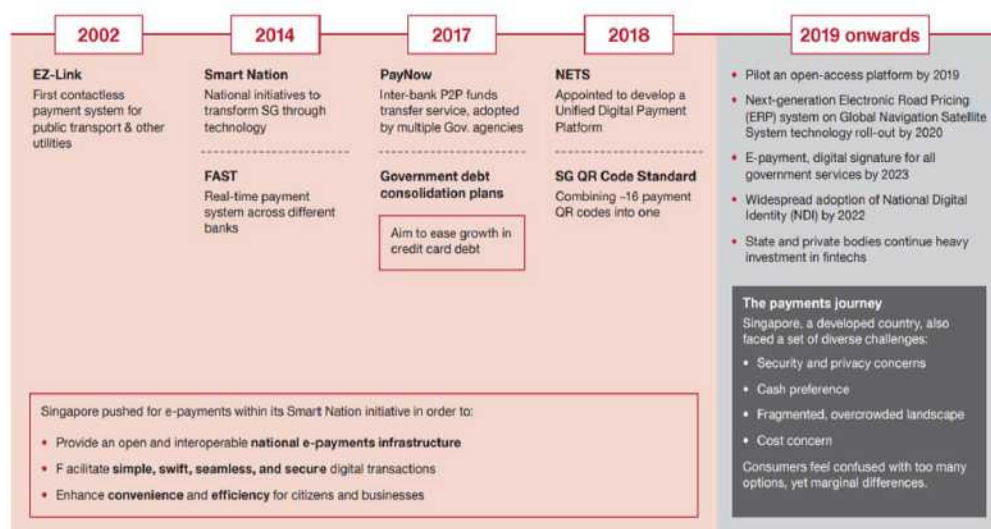 2002
EZ-Link
First contactless
payment system for
public transport & other
utilities
2014
Smart Nation
National initiatives to
transform SG through
technology
FAST
Real-time payment
system across different
banks
2017
PayNow
Inter-bank P2P funds
transfer service, adopted
by multiple Gov. agencies
Government debt
consolidation plans
Aim to ease growth in
credit card debt
2018
NETS
Appointed to develop a
Unified Digital Payment
Platform
SG QR Code Standard
Combining ~16 payment
QR codes into one
2019 onwards
• Pilot an open-access platform by 2019
• Next-generation Electronic Road Pricing
(ERP) system on Global Navigation Satellite
System technology roll-out by 2020
• E-payment, digital signature for all
government services by 2023
• Widespread adoption of National Digital
Identity (NDI) by 2022
• State and private bodies continue heavy
investment in fintechs
The payments journey
Singapore, a developed country, also
faced a set of diverse challenges:
• Security and privacy concerns
• Cash preference
• Fragmented, overcrowded landscape
• Cost concern
Consumers feel confused with too many
options, yet marginal differences.
Singapore pushed for e-payments within its Smart Nation initiative in order to:
• Provide an open and interoperable national e-payments infrastructure
• F acilitate simple, swift, seamless, and secure digital transactions
• Enhance convenience and efficiency for citizens and businesses